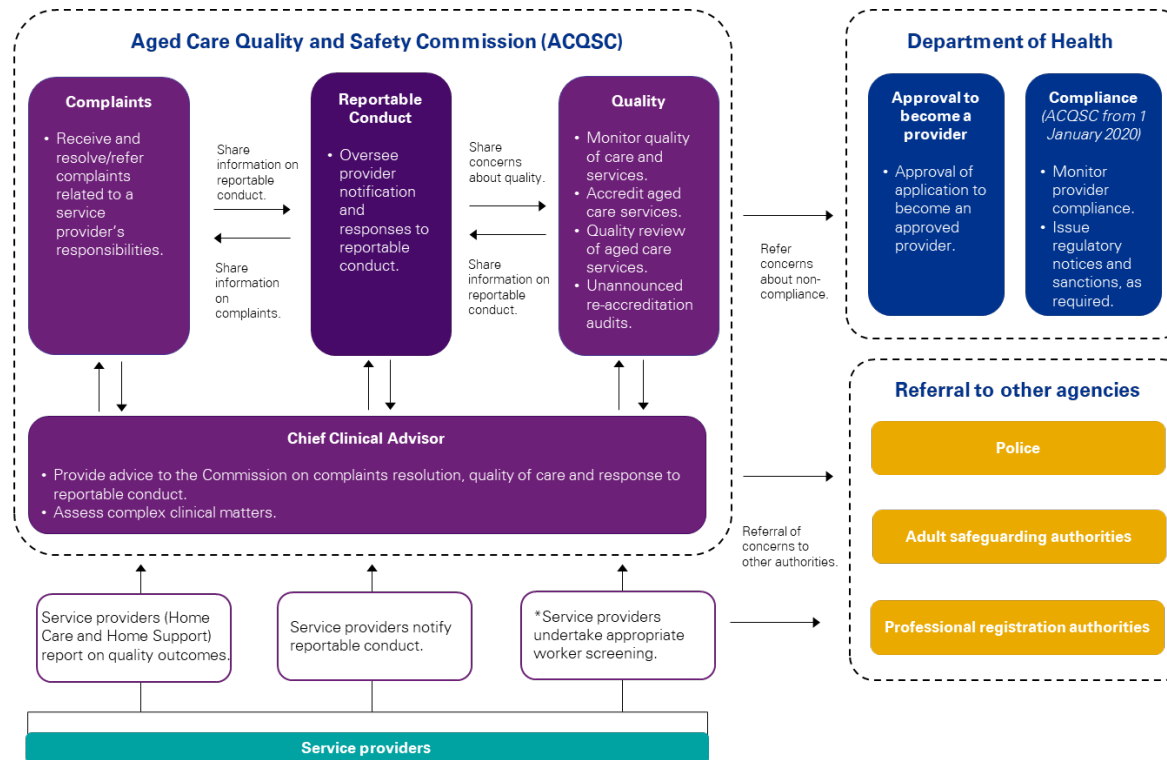 Aged Care Quality and Safety Commission (ACQSC)
Complaints
• Receive and
resolve/refer
complaints
related to a
service
provider's
responsibilities.
Share
information on
reportable
conduct.
Share
information
on
complaints.
Reportable
Conduct
• Oversee
provider
notification
and
responses to
reportable
conduct.
Share
concerns
about quality.
Share
information on
reportable
conduct.
Quality
• Monitor quality
of care and
services.
• Accredit aged
care services.
• Quality review
of aged care
services.
• Unannounced
re-accreditation
audits.
Chief Clinical Advisor
• Provide advice to the Commission on complaints resolution, quality of care and response to
reportable conduct.
• Assess complex clinical matters.
Refer
concerns
about non-
compliance.
Department of Health
Approval to
become a
provider
• Approval of
application to
become an
approved
provider.
Compliance
(ACQSC from 1
January 2020)
• Monitor
provider
compliance.
• Issue
regulatory
notices and
sanctions, as
required.
Referral of
concerns to
other authorities.
Referral to other agencies
Police
Adult safeguarding authorities
Professional registration authorities
Service providers (Home
Care and Home Support)
report on quality outcomes.
Service providers notify
reportable conduct.
*Service providers
undertake appropriate
worker screening.
Service providers